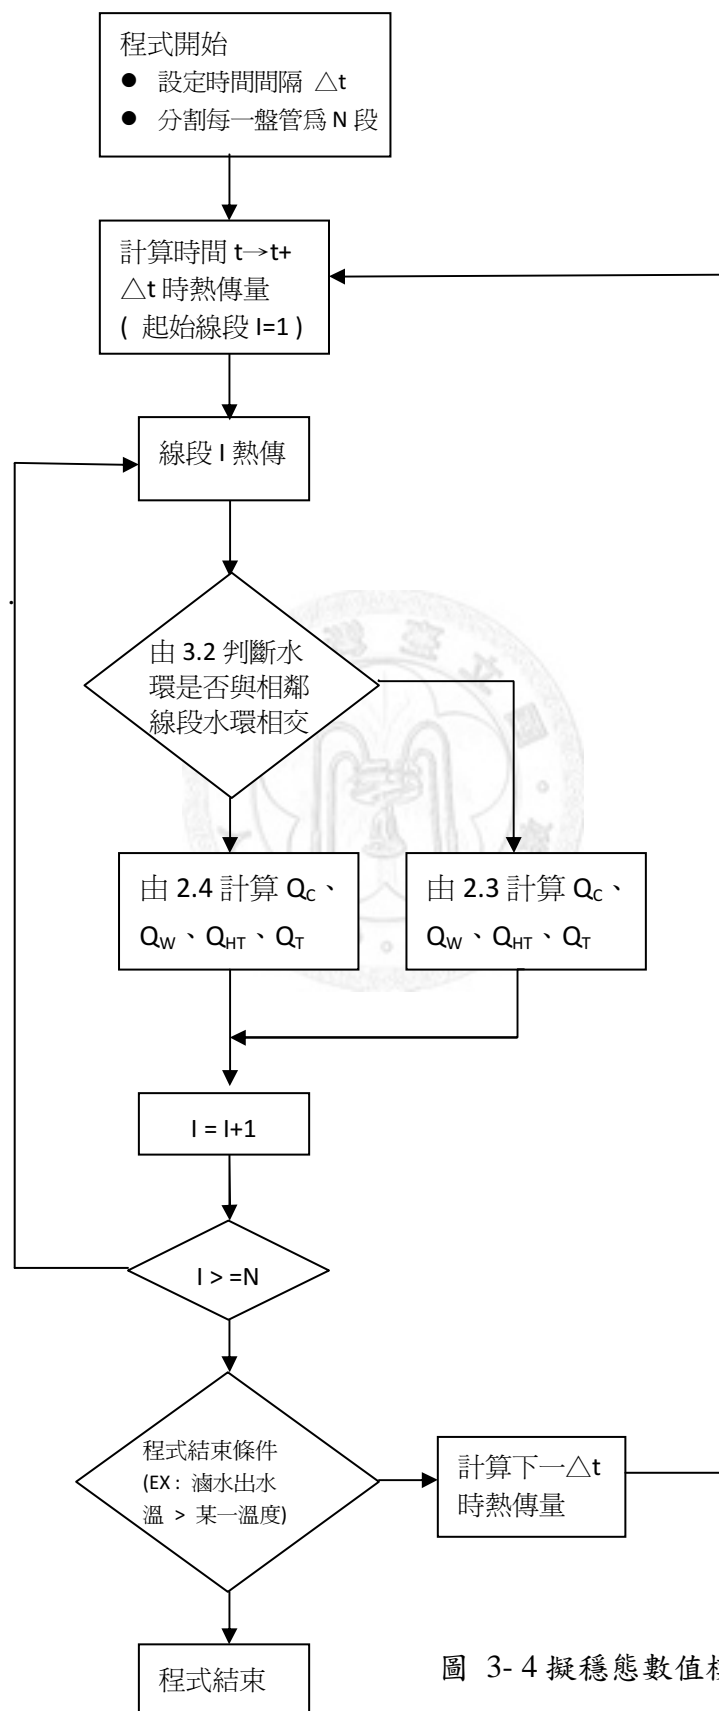 程式開始
● 設定時間間隔 △t
● 分割每一盤管為 N 段
計算時間 t→t+
△t 時熱傳量
( 起始線段 I=1 )
線段 I 熱傳
由 3.2 判斷水
環是否與相鄰
線段水環相交
由 2.4 計算 QC、
QW、QHT、QT
由 2.3 計算 QC、
QW、QHT、QT
I = I+1
I > =N
程式結束條件
(EX : 滷水出水
溫 > 某一溫度)
計算下一△t
時熱傳量
程式結束
圖 3- 4 擬穩態數值